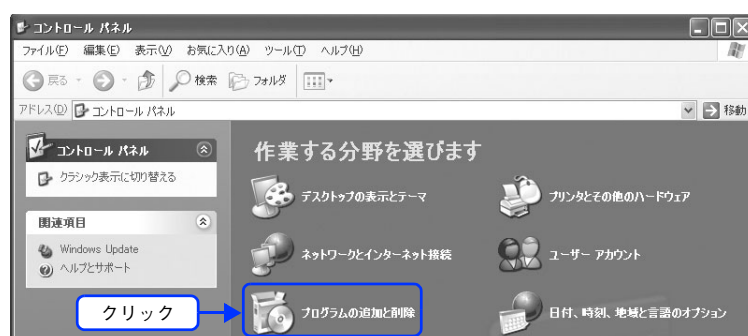 コントロール パネル
ファイル(F) 編集(E) 表示(V) お気に入り(A) ツール(T) ヘルプ(H)
戻る 検索 フォルダ
アドレス(D) コントロール パネル 移動
コントロール パネル
クラシック表示に切り替える
関連項目
Windows Update
ヘルプとサポート
作業する分野を選びます
デスクトップの表示とテーマ
プリンタとその他のハードウェア
ネットワークとインターネット接続
ユーザー アカウント
クリック
プログラムの追加と削除
日付、時刻、地域と言語のオプション